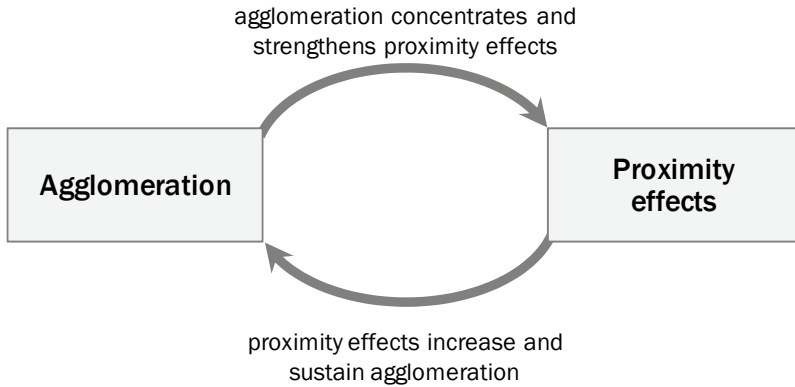 agglomeration concentrates and
strengthens proximity effects
Agglomeration
Proximity
effects
proximity effects increase and
sustain agglomeration